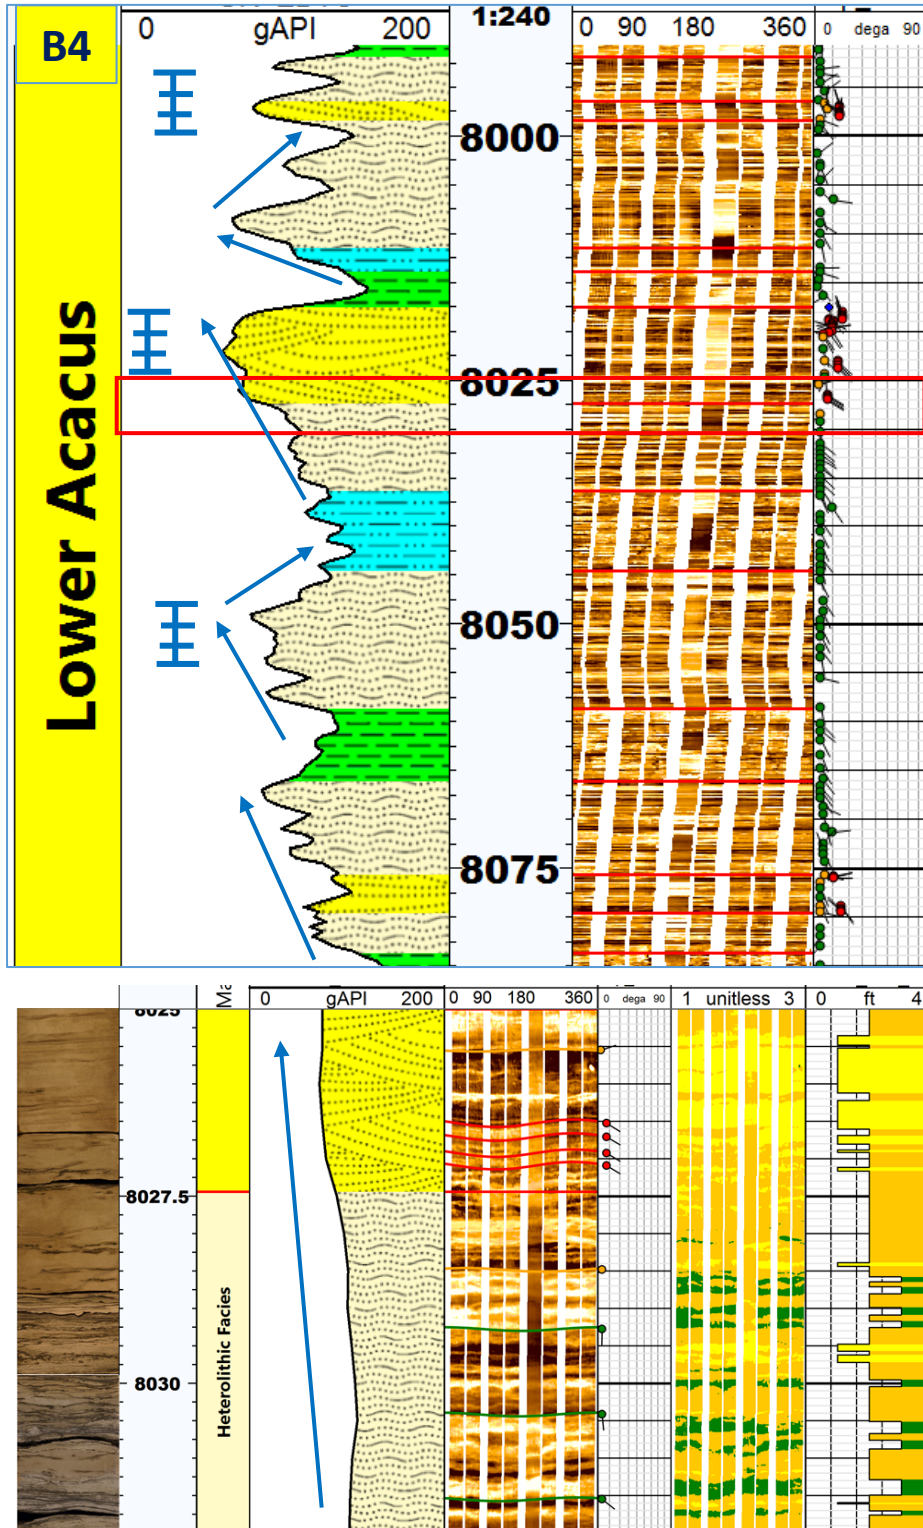 B4
0 gAPI 200
1:240
0 90 180 360
0 dega 90
Lower Acacus
8000
8025
8050
8075
0 gAPI 200
0 90 180 360
0 dega 90
1 unitless 3
0 ft 4
8025
8027.5
Heterolithic Facies
8030